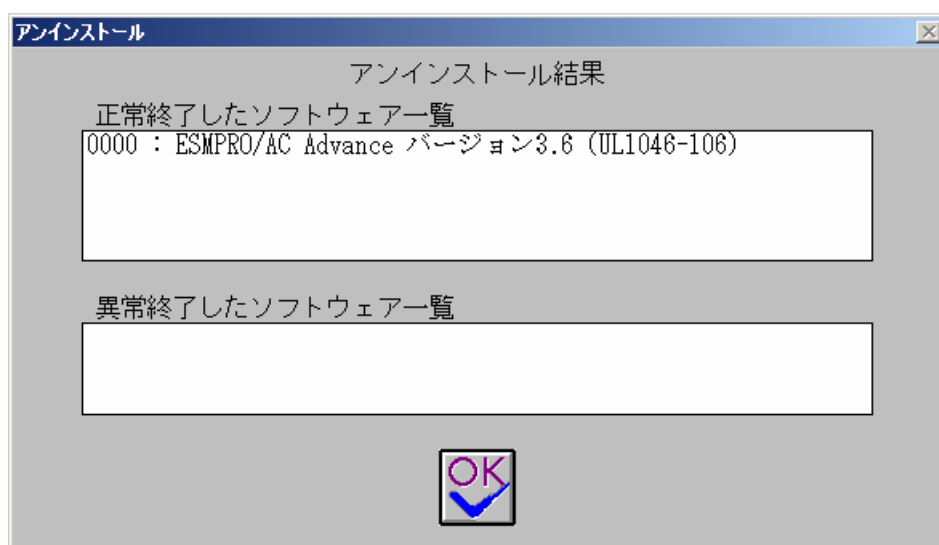 アンインストール
アンインストール結果
正常終了したソフトウェア一覧
0000 : ESMPRO/AC Advance バージョン3.6 (UL1046-106)
異常終了したソフトウェア一覧
OK